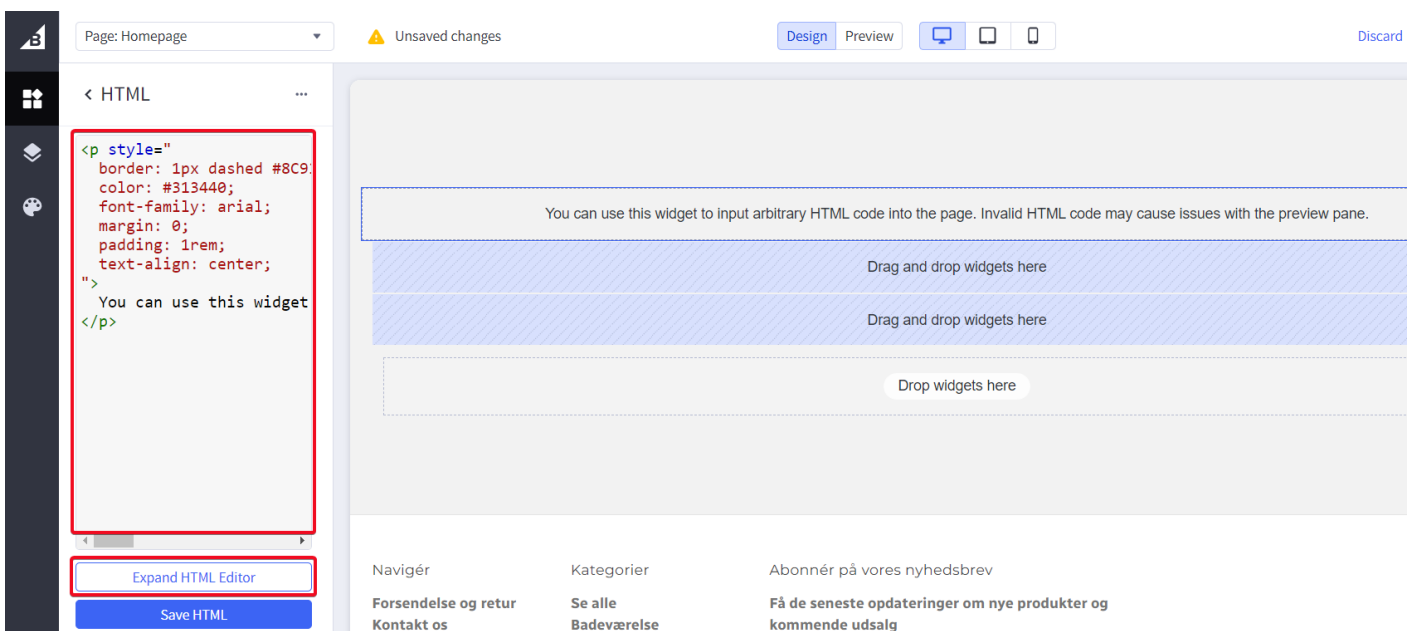 B
Page: Homepage
Unsaved changes
Design
Preview
Discard
< HTML
...
<p style="
border: 1px dashed #8C9
color: #313440;
font-family: arial;
margin: 0;
padding: 1rem;
text-align: center;
">
You can use this widget
</p>
Expand HTML Editor
Save HTML
You can use this widget to input arbitrary HTML code into the page. Invalid HTML code may cause issues with the preview pane.
Drag and drop widgets here
Drag and drop widgets here
Drop widgets here
Navigér
Kategorier
Abonnér på vores nyhedsbrev
Forsendelse og retur
Se alle
Få de seneste opdateringer om nye produkter og
Kontakt os
Badeværelse
kommende udsalg